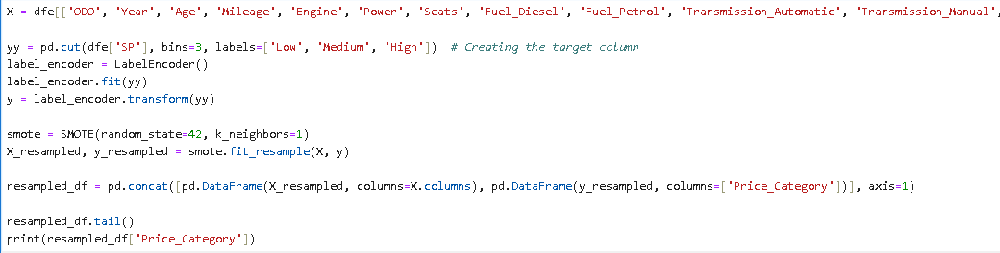 X = dfe[['ODO', 'Year', 'Age', 'Mileage', 'Engine', 'Power', 'Seats', 'Fuel_Diesel', 'Fuel_Petrol', 'Transmission_Automatic', 'Transmission_Manual',
yy = pd.cut(dfe['SP'], bins=3, labels=['Low', 'Medium', 'High'])  # Creating the target column
label_encoder = LabelEncoder()
label_encoder.fit(yy)
y = label_encoder.transform(yy)
smote = SMOTE(random_state=42, k_neighbors=1)
X_resampled, y_resampled = smote.fit_resample(X, y)
resampled_df = pd.concat([pd.DataFrame(X_resampled, columns=X.columns), pd.DataFrame(y_resampled, columns=['Price_Category'])], axis=1)
resampled_df.tail()
print(resampled_df['Price_Category'])